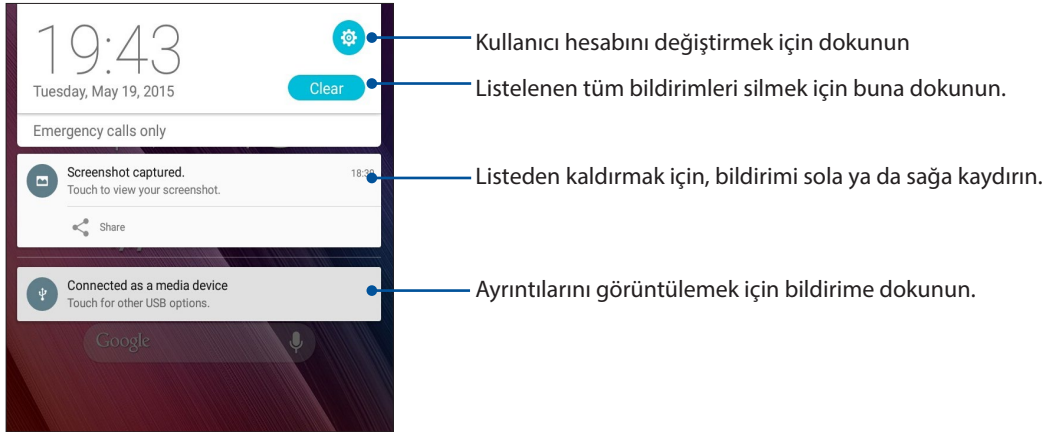 19:43
Kullanıcı hesabını değiştirmek için dokunun
Tuesday, May 19, 2015
Clear
Listelenen tüm bildirimleri silmek için buna dokunun.
Emergency calls only
Screenshot captured.
Touch to view your screenshot.
Listeden kaldırmak için, bildirimi sola ya da sağa kaydırın.
Share
Connected as a media device
Touch for other USB options.
Ayrıntılarını görüntülemek için bildirime dokunun.
Google